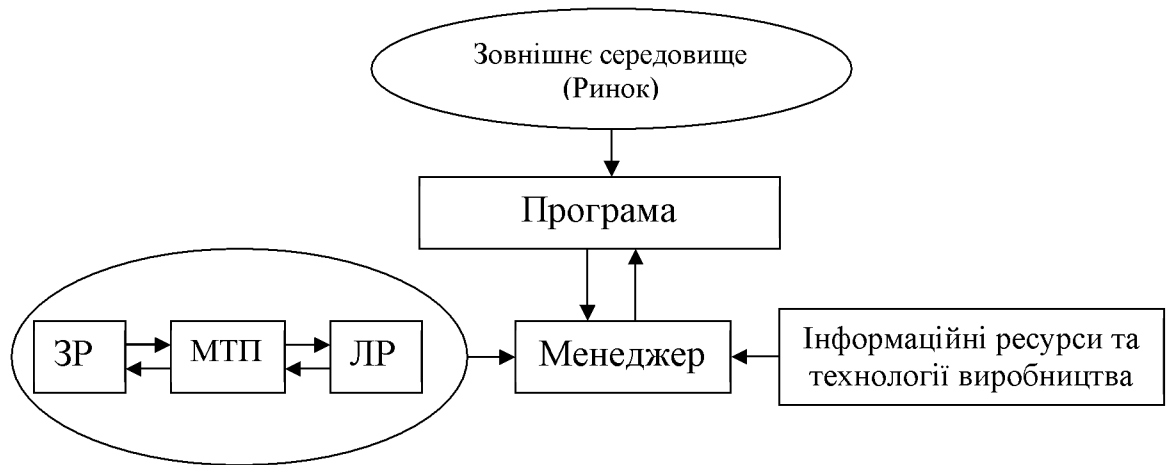 Зовнішнє середовище
(Ринок)
Програма
ЗР
МТП
ЛР
Менеджер
Інформаційні ресурси та
технології виробництва